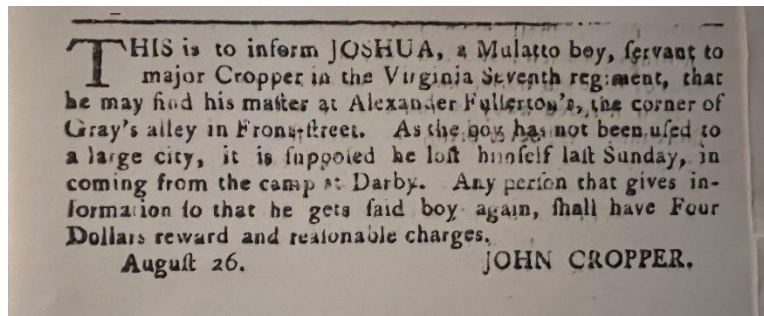 THIS is to inform JOSHUA, a Mulatto boy, ſervant to
major Cropper in the Virginia Seventh regiment, that
he may find his maſter at Alexander Fullerton's, the corner of
Gray's alley in Front-ſtreet. As the boy has not been uſed to
a large city, it is ſuppoſed he loſt himſelf laſt Sunday, in
coming from the camp at Darby. Any perſon that gives in-
formation ſo that he gets ſaid boy again, ſhall have Four
Dollars reward and reaſonable charges.
Auguſt 26. JOHN CROPPER.